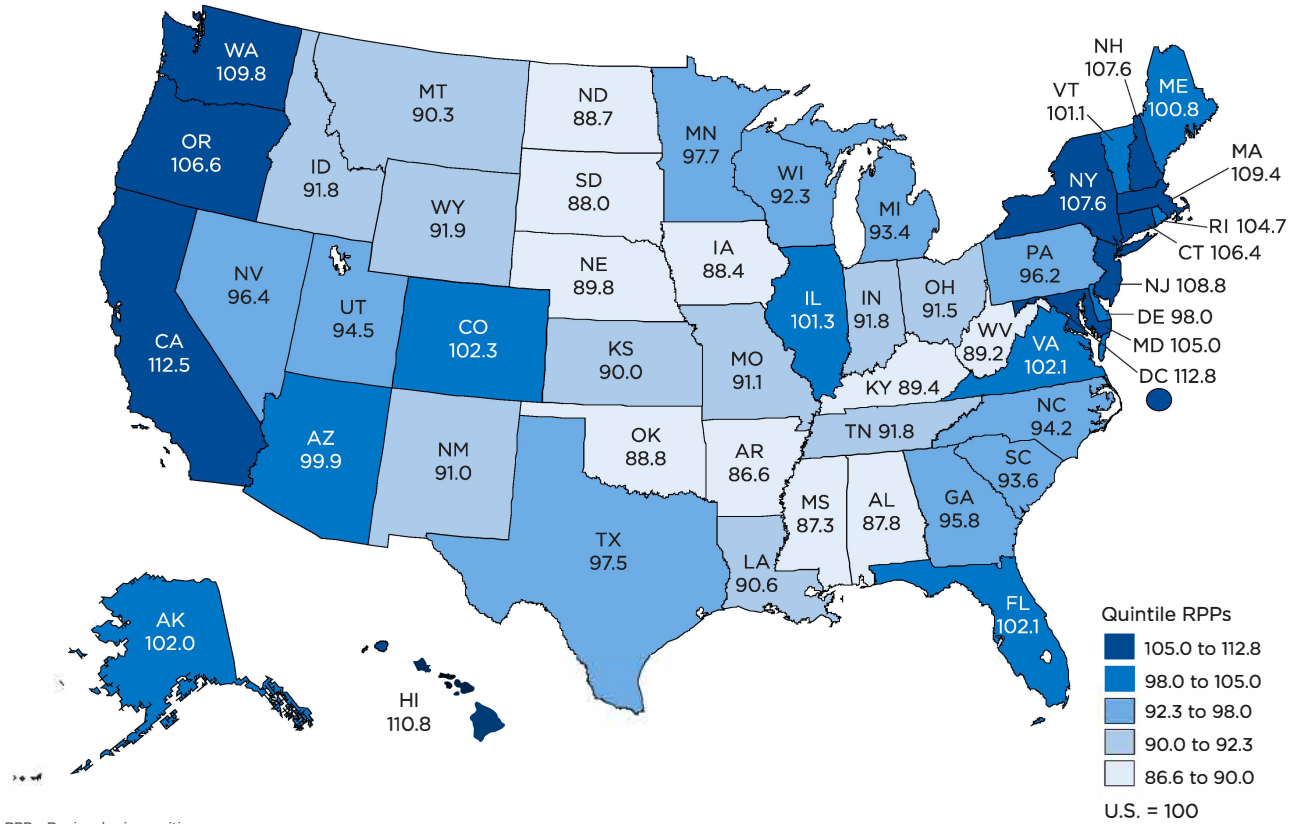 WA
109.8
OR
106.6
CA
112.5
ID
91.8
MT
90.3
WY
91.9
NV
96.4
UT
94.5
CO
102.3
AZ
99.9
NM
91.0
ND
88.7
SD
88.0
NE
89.8
KS
90.0
OK
88.8
TX
97.5
MN
97.7
IA
88.4
MO
91.1
AR
86.6
LA
90.6
WI
92.3
IL
101.3
MI
93.4
IN
91.8
OH
91.5
KY 89.4
TN 91.8
MS
87.3
AL
87.8
GA
95.8
FL
102.1
SC
93.6
NC
94.2
VA
102.1
WV
89.2
PA
96.2
NY
107.6
VT
101.1
NH
107.6
ME
100.8
MA
109.4
RI 104.7
CT 106.4
NJ 108.8
DE 98.0
MD 105.0
DC 112.8
AK
102.0
HI
110.8
Quintile RPPs
105.0 to 112.8
98.0 to 105.0
92.3 to 98.0
90.0 to 92.3
86.6 to 90.0
U.S. = 100